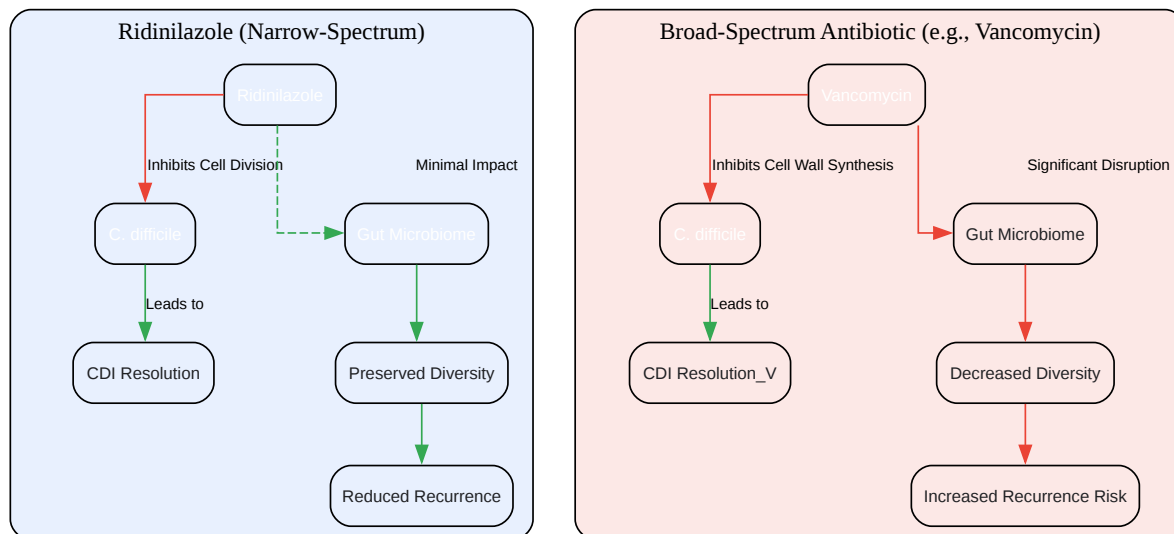 Ridinilazole (Narrow-Spectrum)
Ridinilazole
Inhibits Cell Division
Minimal Impact
C. difficile
Gut Microbiome
Leads to
CDI Resolution
Preserved Diversity
Reduced Recurrence
Broad-Spectrum Antibiotic (e.g., Vancomycin)
Vancomycin
Inhibits Cell Wall Synthesis
Significant Disruption
C. difficile
Gut Microbiome
Leads to
CDI Resolution_V
Decreased Diversity
Increased Recurrence Risk